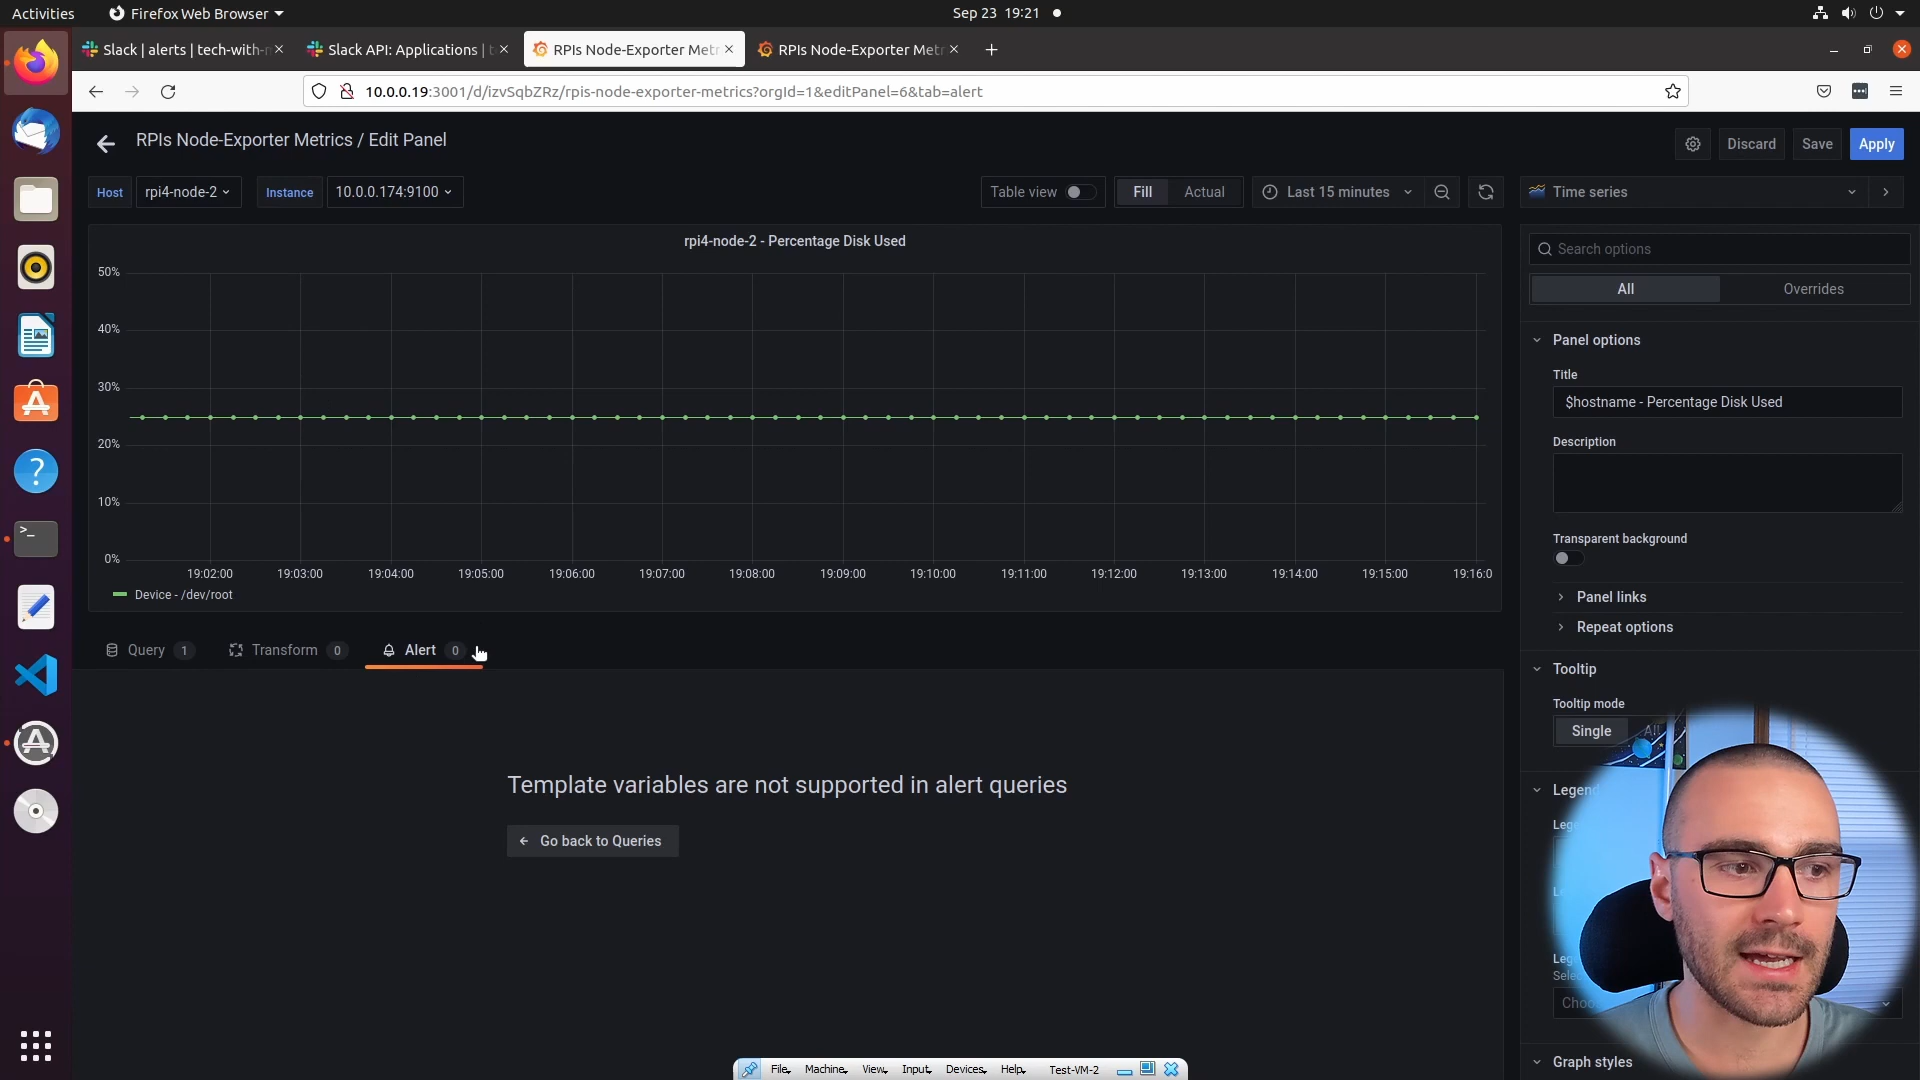 Activities
Firefox Web Browser
Sep 23 19:21
Slack | alerts | tech-with-
Slack API: Applications |
RPIs Node-Exporter Metr
RPIs Node-Exporter Metr
10.0.0.19:3001/d/izvSqbZRz/rpis-node-exporter-metrics?orgId=1&editPanel=6&tab=alert
RPIs Node-Exporter Metrics / Edit Panel
Discard
Save
Apply
Host
rpi4-node-2
Instance
10.0.0.174:9100
Table view
Fill
Actual
Last 15 minutes
Time series
rpi4-node-2 - Percentage Disk Used
50%
40%
30%
20%
10%
0%
19:02:00 19:03:00 19:04:00 19:05:00 19:06:00 19:07:00 19:08:00 19:09:00 19:10:00 19:11:00 19:12:00 19:13:00 19:14:00 19:15:00 19:16:0
Device - /dev/root
Query 1
Transform 0
Alert 0
Template variables are not supported in alert queries
Go back to Queries
Search options
All
Overrides
Panel options
Title
$hostname - Percentage Disk Used
Description
Transparent background
Panel links
Repeat options
Tooltip
Tooltip mode
Single
All
Legend
Graph styles
File
Machine
View
Input
Devices
Help
Test-VM-2